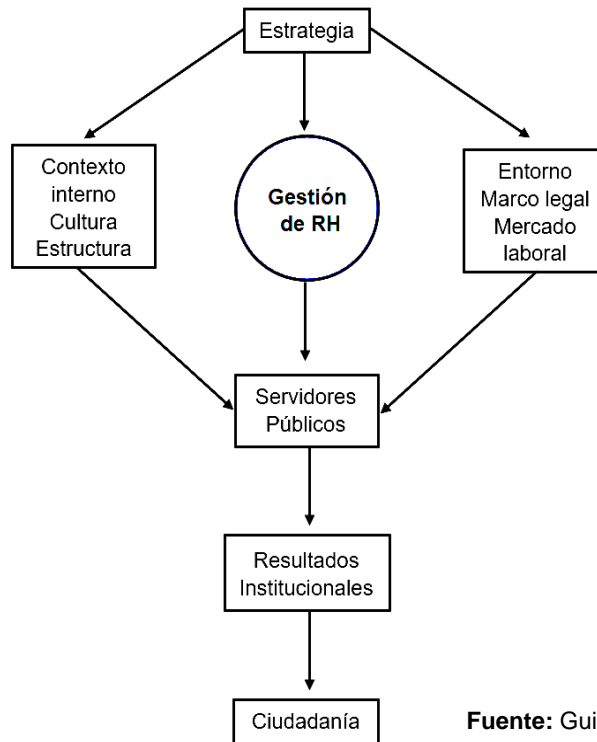 Estrategia
Contexto
interno
Cultura
Estructura
Gestión
de RH
Entorno
Marco legal
Mercado
laboral
Servidores
Públicos
Resultados
Institucionales
Ciudadanía
Fuente: Gui